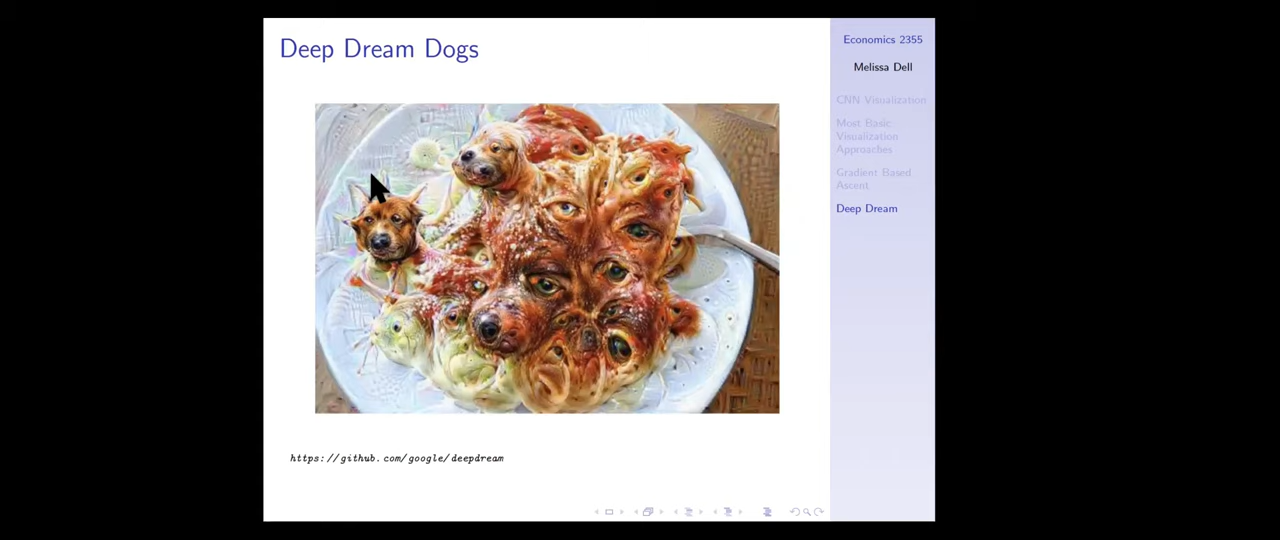 Deep Dream Dogs
https://github.com/google/deepdream
Economics 2355
Melissa Dell
CNN Visualization
Most Basic
Visualization
Approaches
Gradient Based
Ascent
Deep Dream